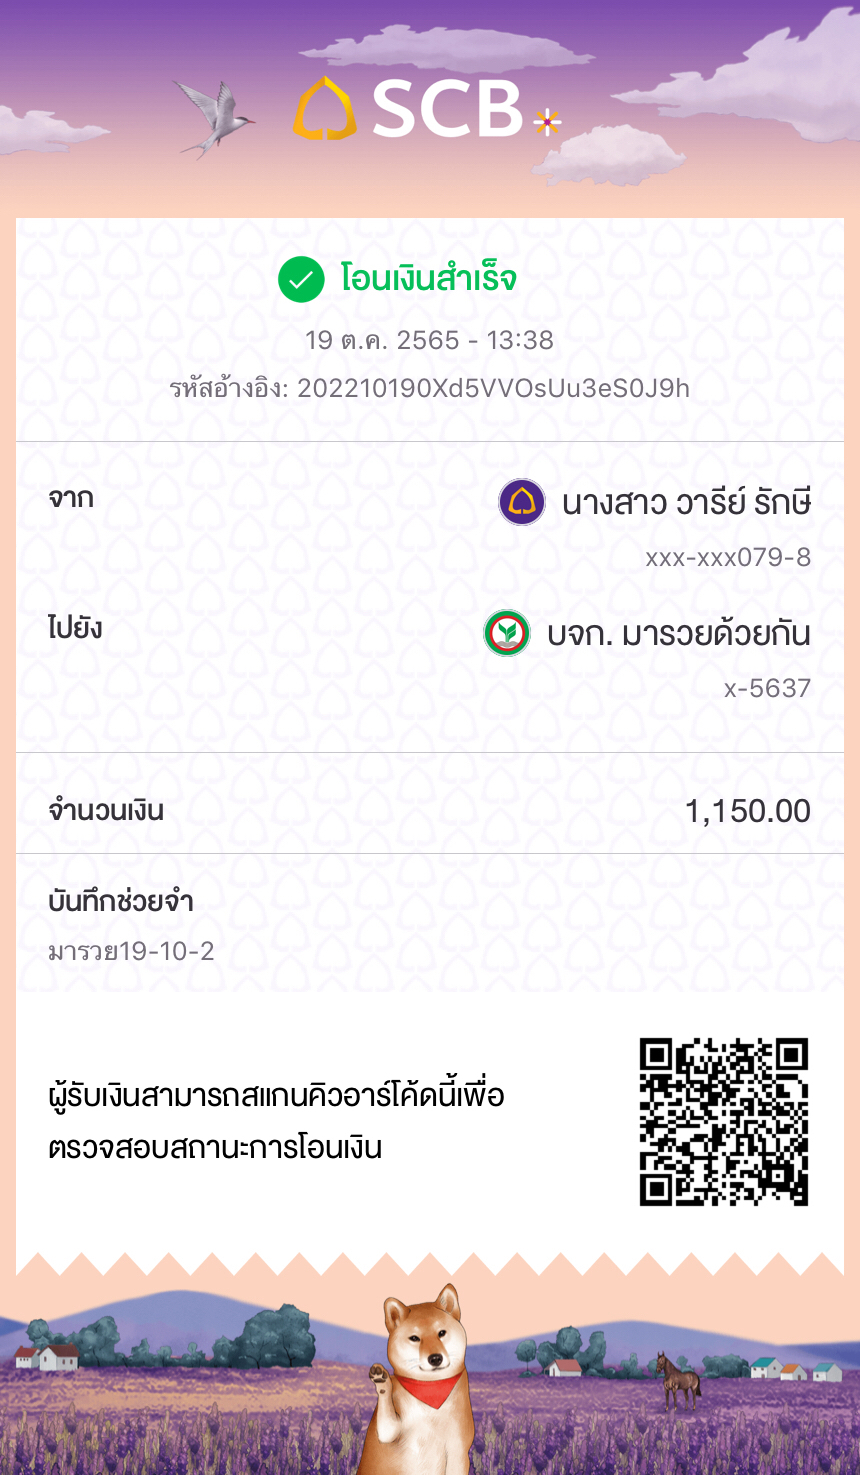 SCB
โอนเงินสำเร็จ
19 ต.ค. 2565 - 13:38
รหัสอ้างอิง: 202210190Xd5VVOsUu3eS0J9h
จาก
นางสาว วารีย์ รักษี
xxx-xxx079-8
ไปยัง
บจก. มารวยด้วยกัน
x-5637
จำนวนเงิน
1,150.00
บันทึกช่วยจำ
มารวย19-10-2
ผู้รับเงินสามารถสแกนคิวอาร์โค้ดนี้เพื่อ
ตรวจสอบสถานะการโอนเงิน